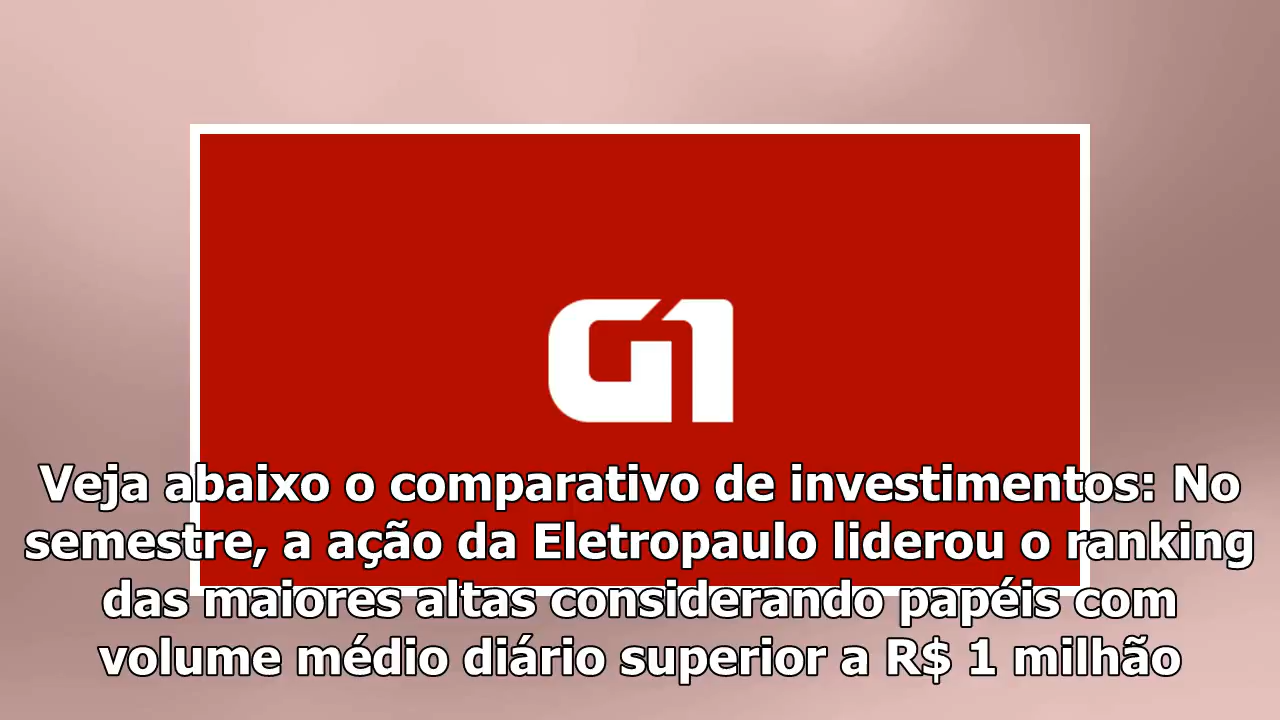 G1
Veja abaixo o comparativo de investimentos: No
semestre, a ação da Eletropaulo liderou o ranking
das maiores altas considerando papéis com
volume médio diário superior a R$ 1 milhão